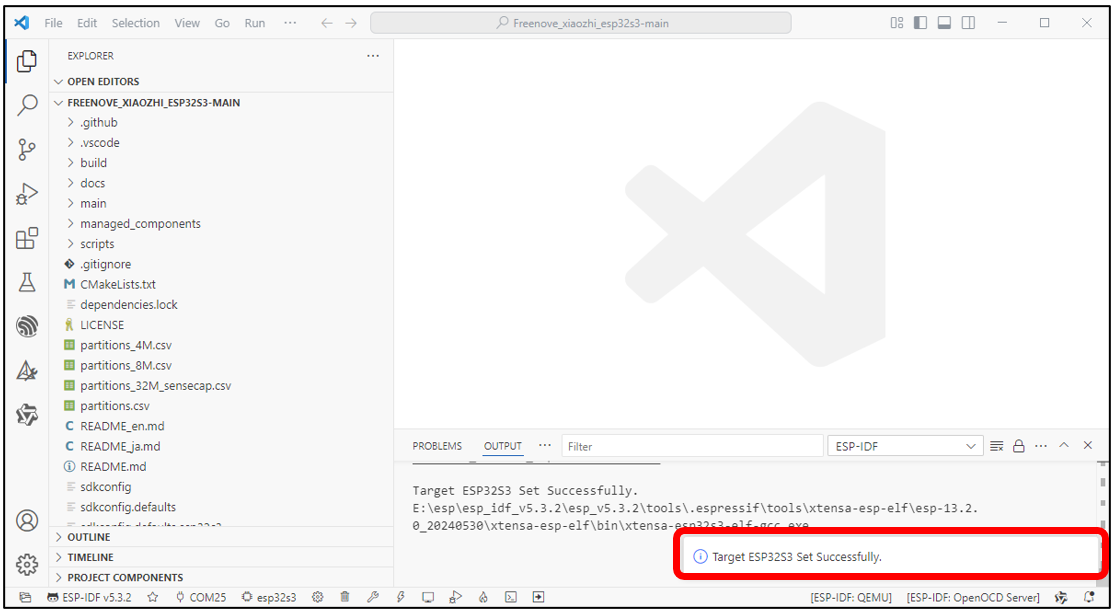 File Edit Selection View Go Run ··· Freenove_xiaozhi_esp32s3-main
EXPLORER ···
OPEN EDITORS
FREENOVE_XIAOZHI_ESP32S3-MAIN
.github
.vscode
build
docs
main
managed_components
scripts
.gitignore
M CMakeLists.txt
dependencies.lock
LICENSE
partitions_4M.csv
partitions_8M.csv
partitions_32M_sensecap.csv
partitions.csv
README_en.md
README_ja.md
README.md
sdkconfig
sdkconfig.defaults
sdkconfig.defaults.esp32s3
OUTLINE
TIMELINE
PROJECT COMPONENTS
PROBLEMS OUTPUT ··· Filter ESP-IDF ···
Target ESP32S3 Set Successfully.
E:\esp\esp_idf_v5.3.2\esp_v5.3.2\tools\.espressif\tools\xtensa-esp-elf\esp-13.2.
0_20240530\xtensa-esp-elf\bin\xtensa-esp32s3-elf-gcc.exe
Target ESP32S3 Set Successfully.
ESP-IDF v5.3.2 COM25 esp32s3 [ESP-IDF: QEMU] [ESP-IDF: OpenOCD Server]